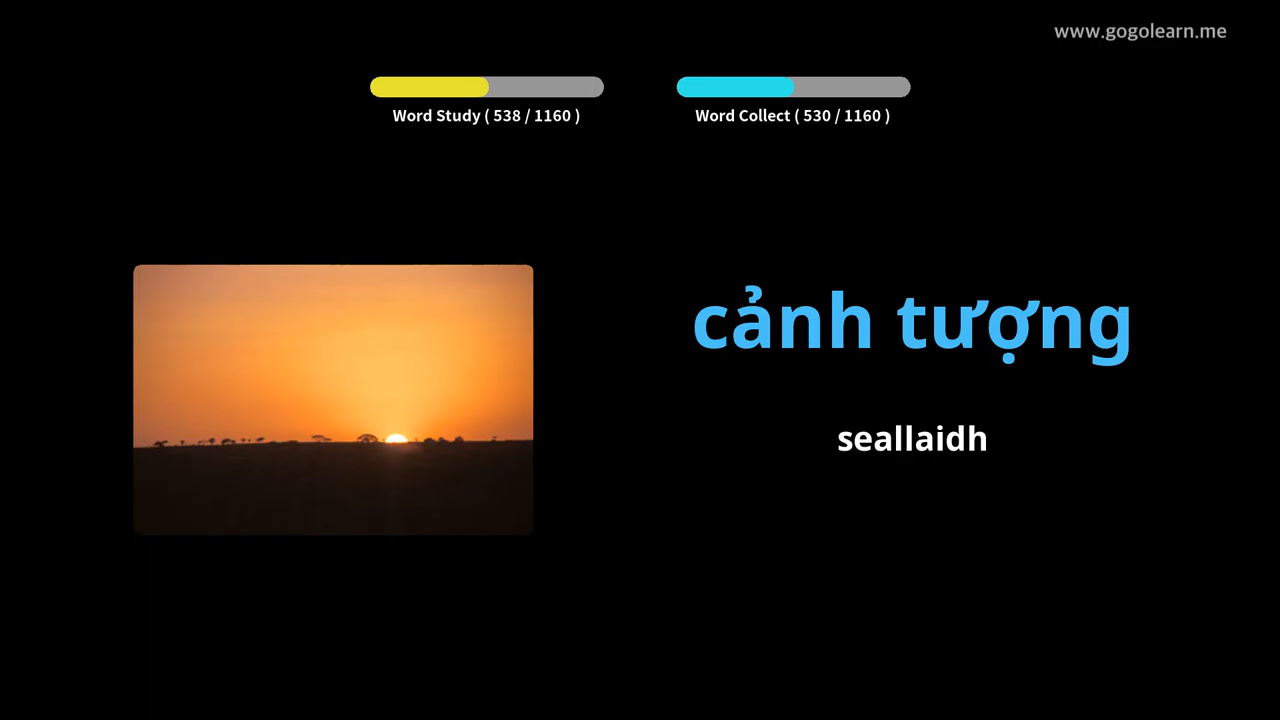 www.gogolearn.me
Word Study ( 538 / 1160 )
Word Collect ( 530 / 1160 )
cảnh tượng
seallaidh